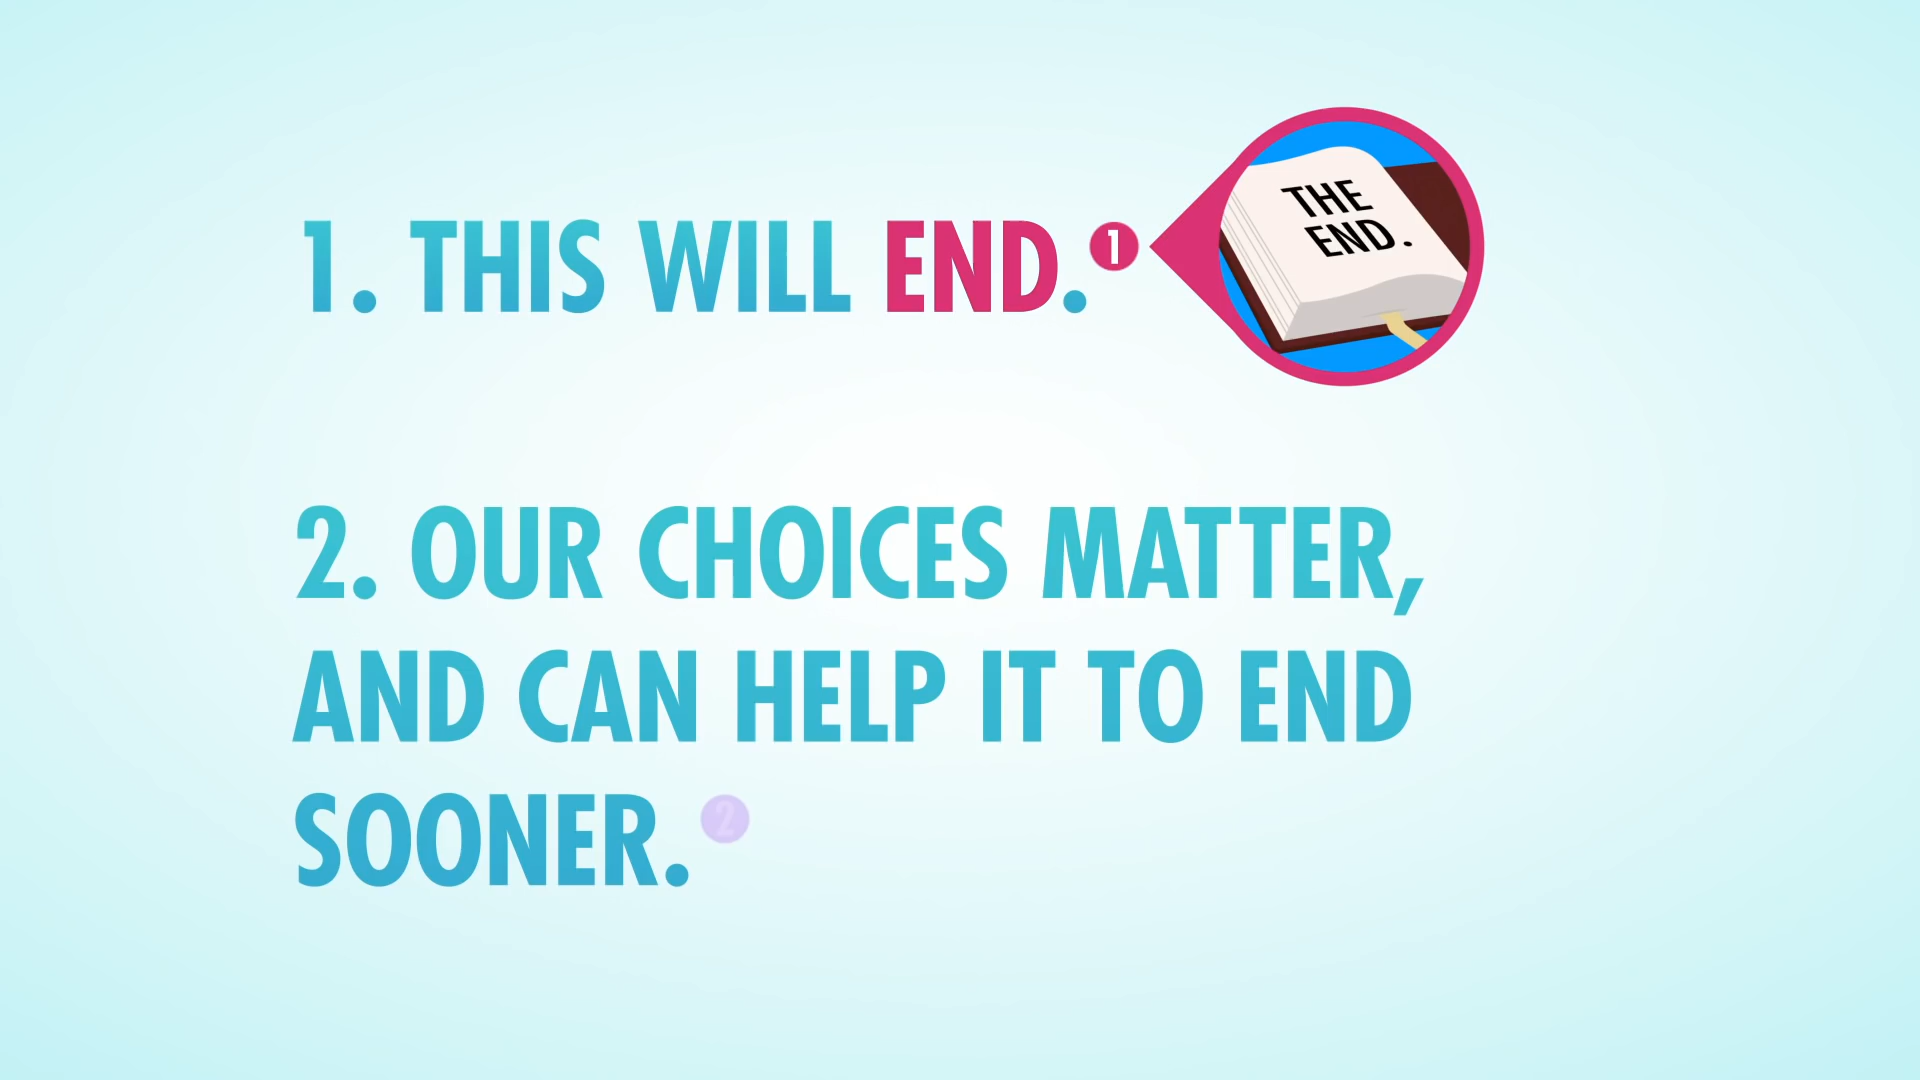 1. THIS WILL END. 1
THE
END.
2. OUR CHOICES MATTER,
AND CAN HELP IT TO END
SOONER. 2